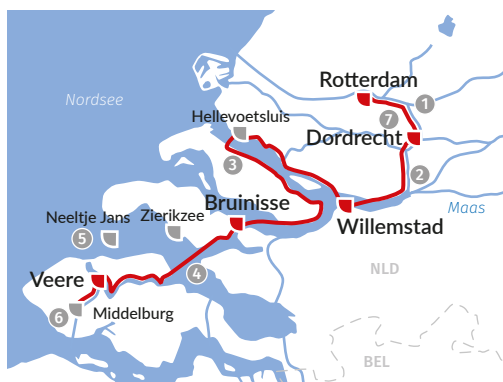 Rotterdam
Nordsee
1
7
Hellevoetsluis
Dordrecht
3
2
Bruinisse
Maas
Neeltje Jans
Zierikzee
Willemstad
5
4
NLD
Veere
6
Middelburg
BEL